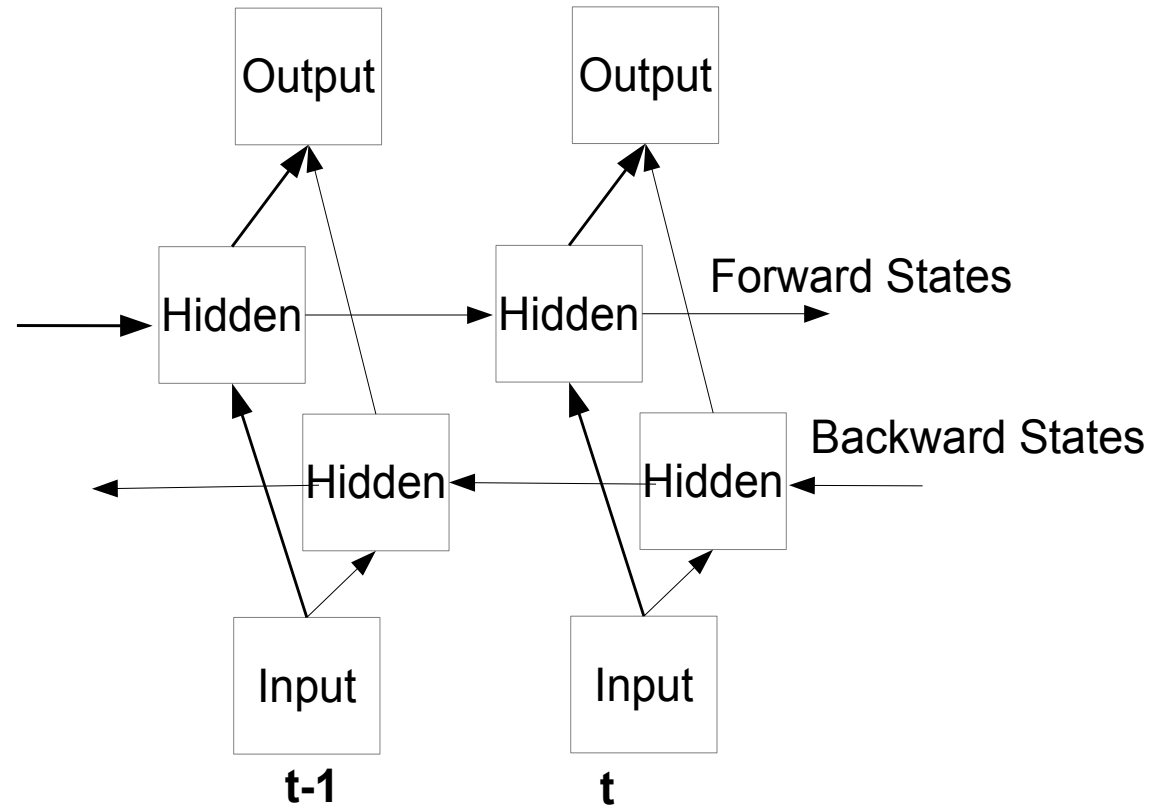 Output
Output
Hidden
Hidden
Forward States
Hidden
Hidden
Backward States
Input
Input
t-1
t